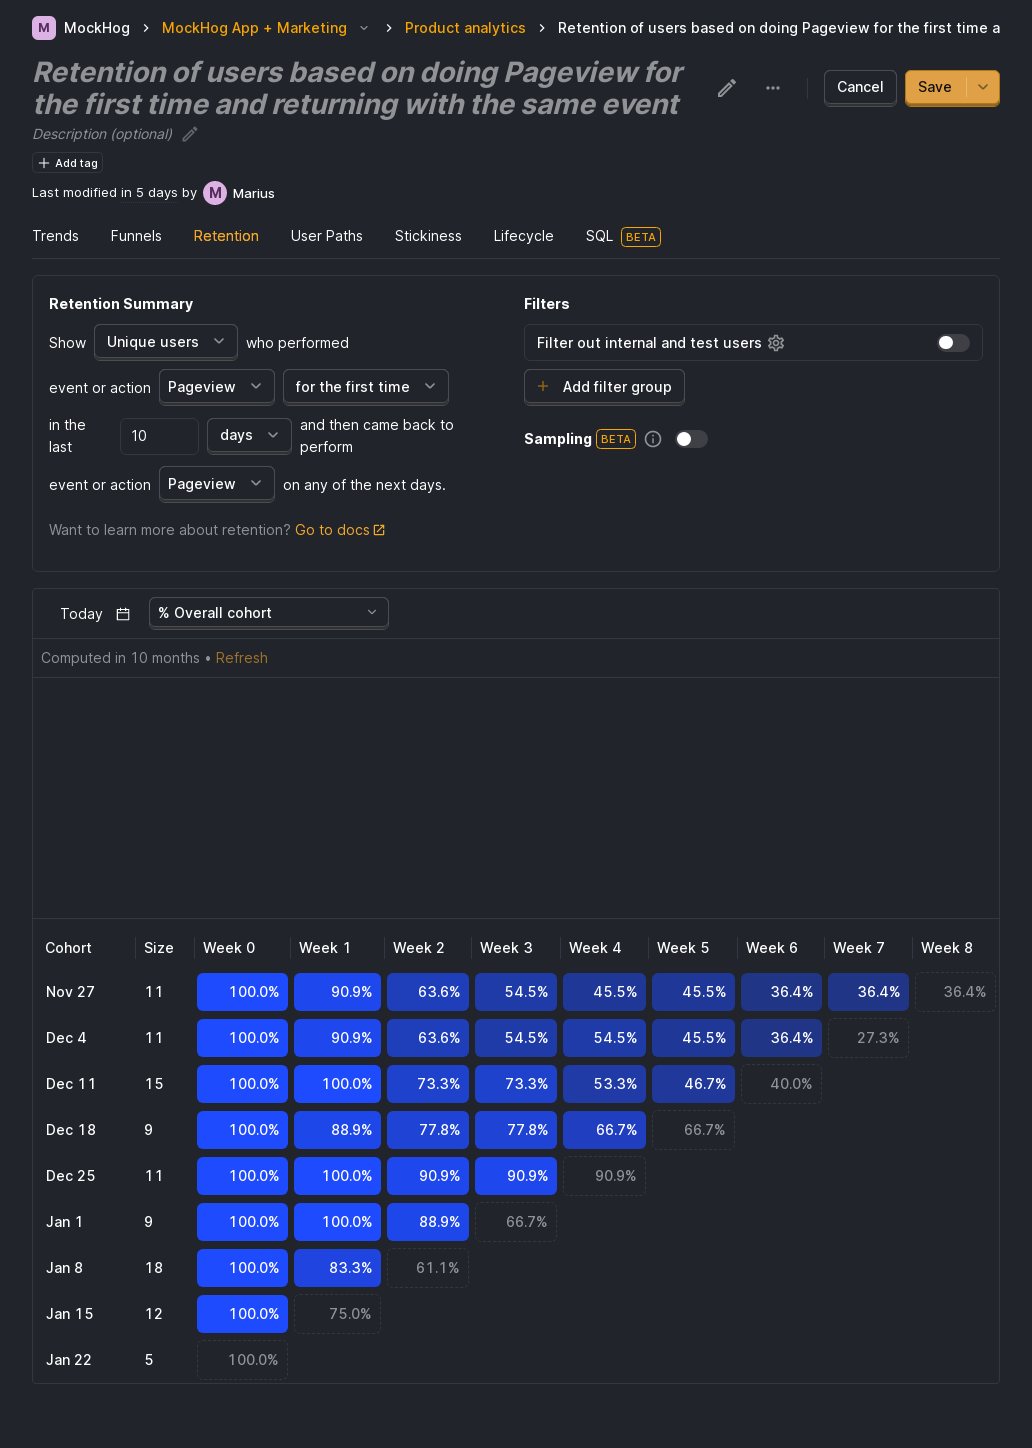 M MockHog MockHog App + Marketing Product analytics Retention of users based on doing Pageview for the first time a
Retention of users based on doing Pageview for
the first time and returning with the same event
Cancel Save
Description (optional)
Add tag
Last modified in 5 days by M Marius
Trends Funnels Retention User Paths Stickiness Lifecycle SQL BETA
Retention Summary
Show Unique users who performed
event or action Pageview for the first time
in the last 10 days and then came back to perform
event or action Pageview on any of the next days.
Want to learn more about retention? Go to docs
Filters
Filter out internal and test users
+ Add filter group
Sampling BETA
Today % Overall cohort
Computed in 10 months • Refresh
Cohort Size Week 0 Week 1 Week 2 Week 3 Week 4 Week 5 Week 6 Week 7 Week 8
Nov 27 11 100.0% 90.9% 63.6% 54.5% 45.5% 45.5% 36.4% 36.4% 36.4%
Dec 4 11 100.0% 90.9% 63.6% 54.5% 54.5% 45.5% 36.4% 27.3%
Dec 11 15 100.0% 100.0% 73.3% 73.3% 53.3% 46.7% 40.0%
Dec 18 9 100.0% 88.9% 77.8% 77.8% 66.7% 66.7%
Dec 25 11 100.0% 100.0% 90.9% 90.9% 90.9%
Jan 1 9 100.0% 100.0% 88.9% 66.7%
Jan 8 18 100.0% 83.3% 61.1%
Jan 15 12 100.0% 75.0%
Jan 22 5 100.0%